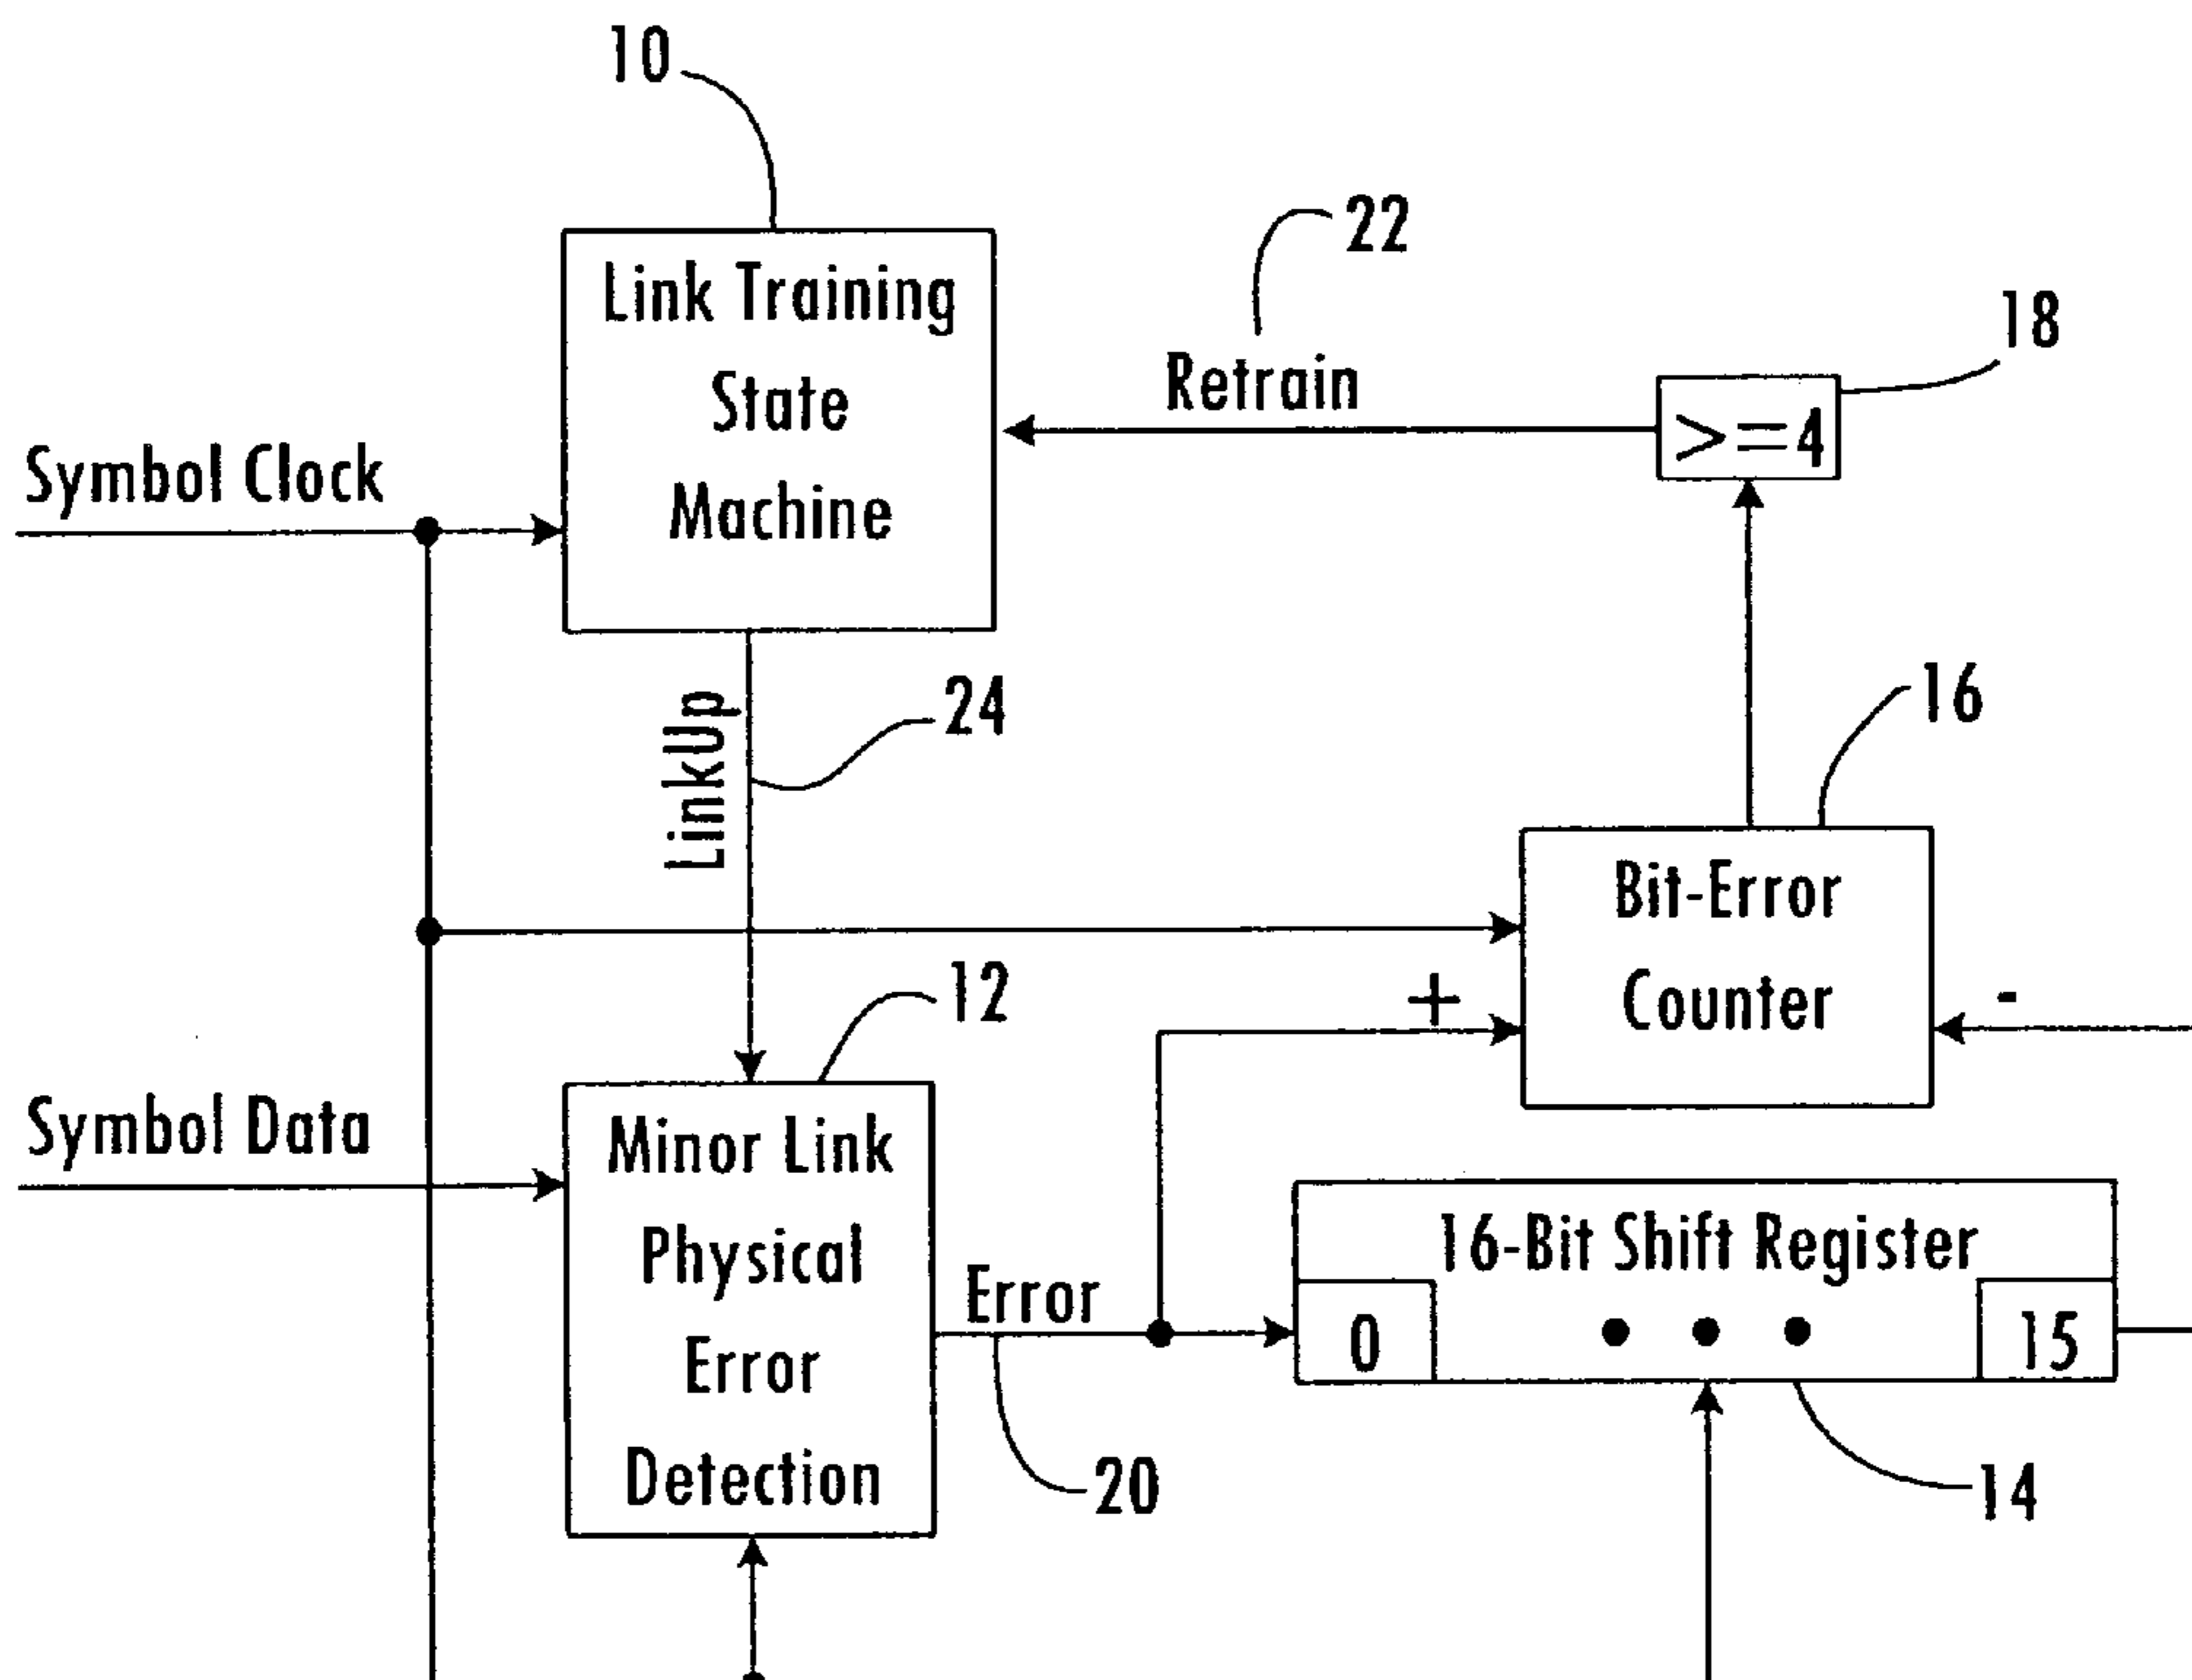 10
Link Training
State
Machine
22
Retrain
18
>=4
Symbol Clock
LinkUp
24
16
Bit-Error
Counter
+
-
12
Symbol Data
Minor Link
Physical
Error
Detection
Error
20
16-Bit Shift Register
0
15
14